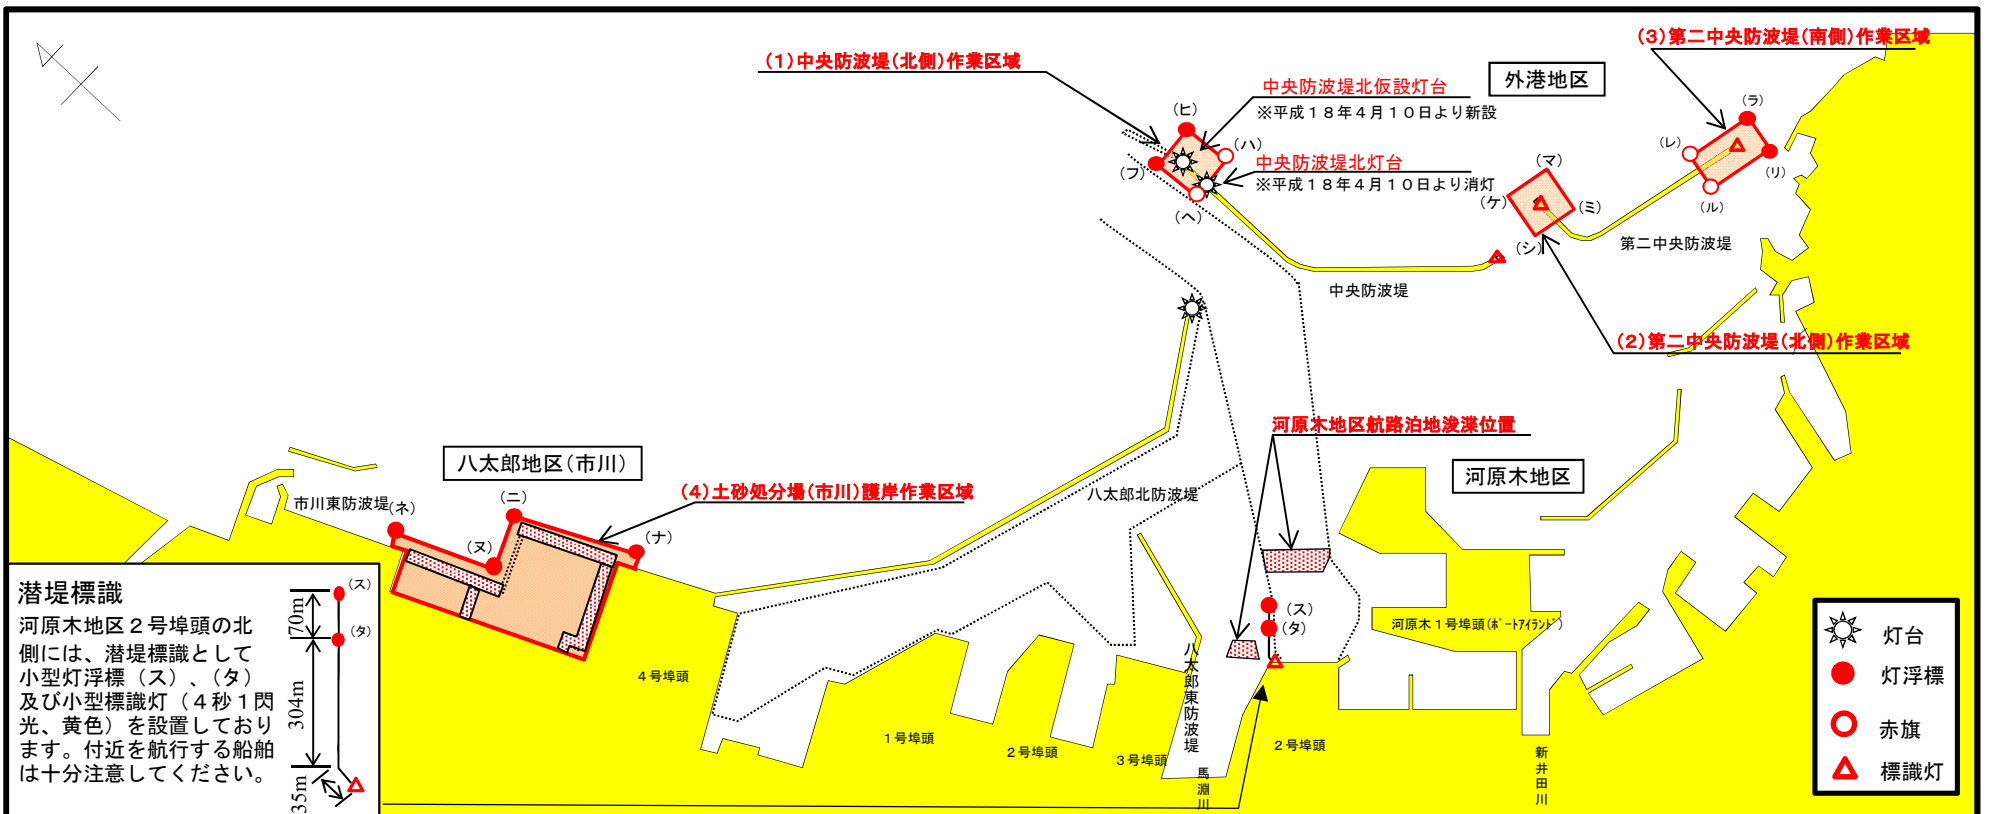 (1)中央防波堤(北側)作業区域
(3)第二中央防波堤(南側)作業区域
外港地区
中央防波堤北仮設灯台
※平成18年4月10日より新設
中央防波堤北灯台
※平成18年4月10日より消灯
(ヒ)
(ハ)
(フ)
(ヘ)
(ラ)
(レ)
(リ)
(ル)
(マ)
(ケ)
(ミ)
(シ)
第二中央防波堤
中央防波堤
(2)第二中央防波堤(北側)作業区域
河原木地区航路泊地浚渫位置
八太郎地区(市川)
河原木地区
(4)土砂処分場(市川)護岸作業区域
八太郎北防波堤
市川東防波堤
(ネ)
(ニ)
(ヌ)
(ナ)
(ス)
(タ)
河原木1号埠頭(ポートアイランド)
4号埠頭
1号埠頭
2号埠頭
3号埠頭
八太郎東防波堤
馬淵川
2号埠頭
新井田川
潜堤標識
河原木地区2号埠頭の北
側には、潜堤標識として
小型灯浮標(ス)、(タ)
及び小型標識灯(4秒1閃
光、黄色)を設置しており
ます。付近を航行する船舶
は十分注意してください。
(ス)
(タ)
70m
304m
35m
灯台
灯浮標
赤旗
標識灯